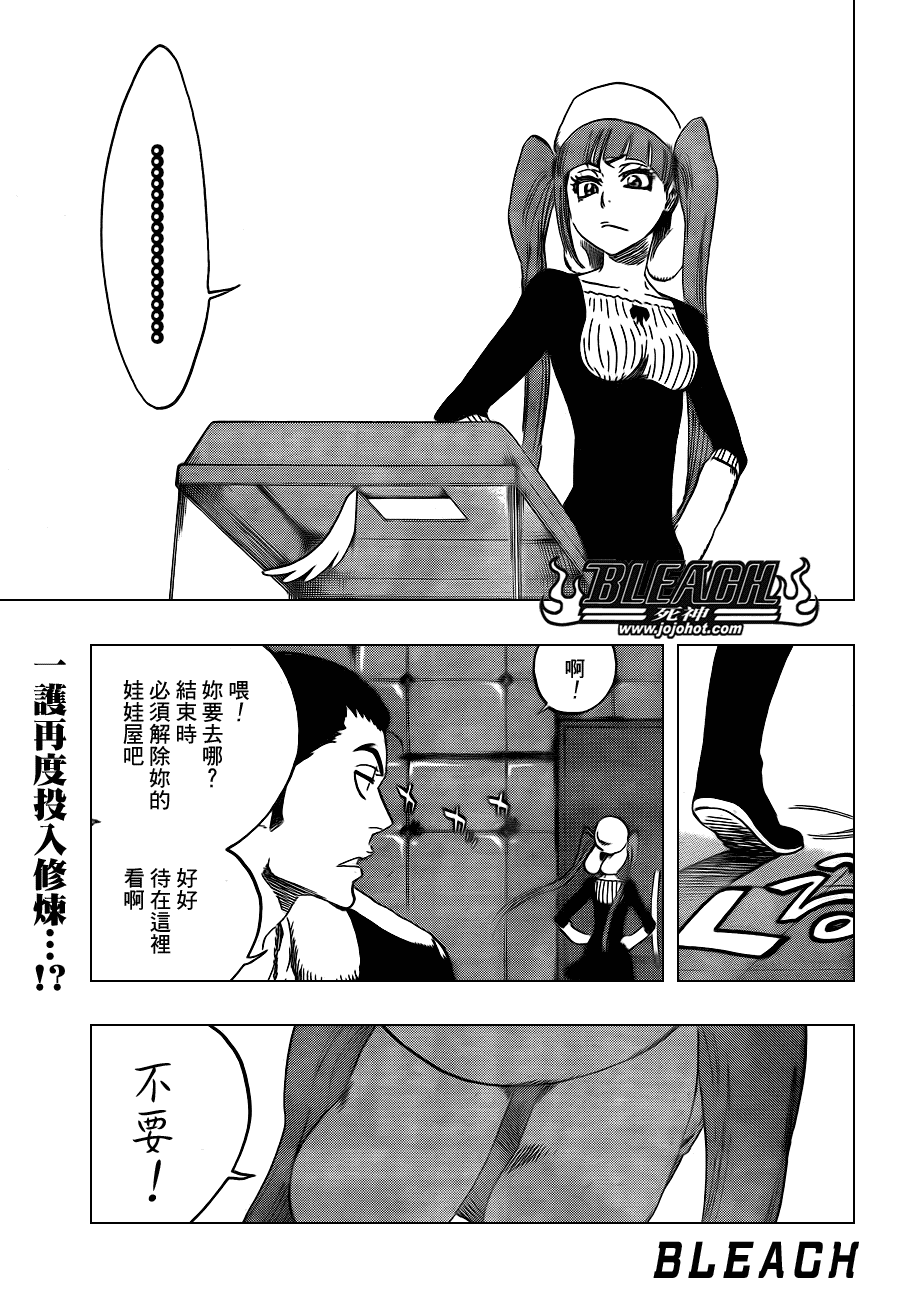 ………………
BLEACH
死神
www.jojohot.com
啊！
喂！
妳要去哪？
結束時
必須解除妳的
娃娃屋吧
好好
待在這裡
看啊
一護再度投入修煉…!?
不要！
BLEACH